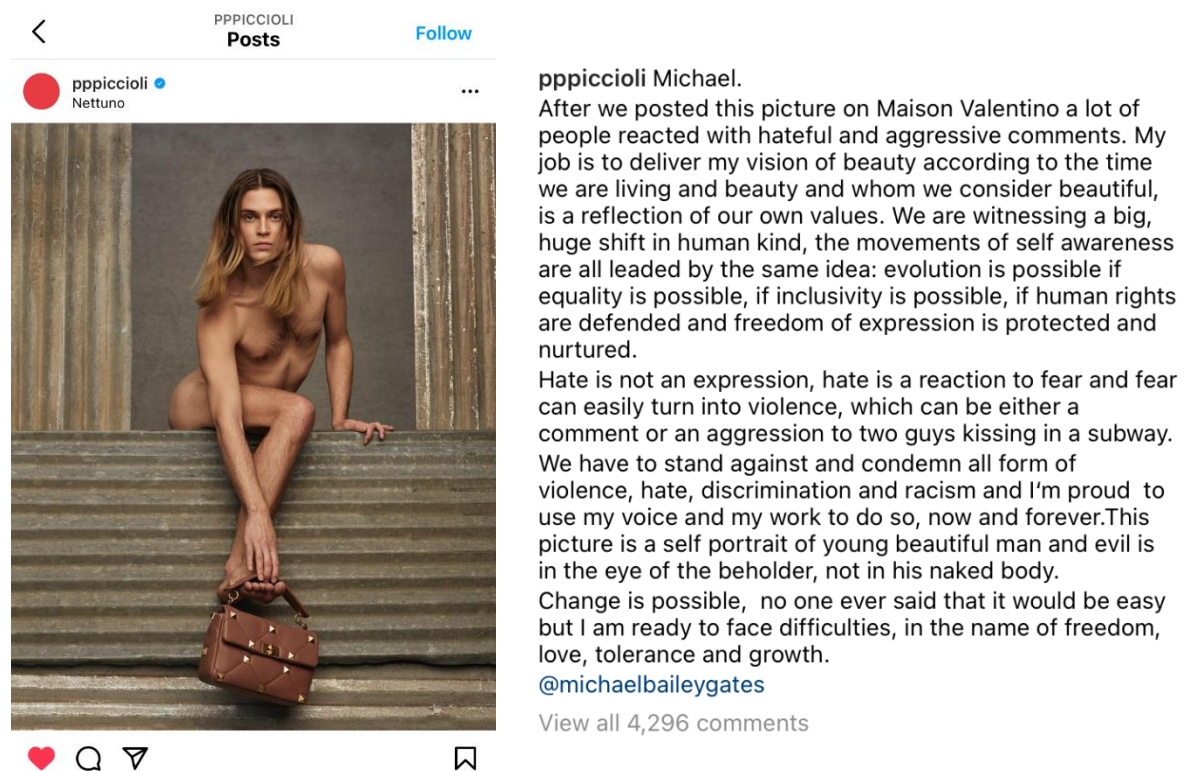 PPPICCIOLI
Posts
Follow
pppiccioli
Nettuno
pppiccioli Michael.
After we posted this picture on Maison Valentino a lot of
people reacted with hateful and aggressive comments. My
job is to deliver my vision of beauty according to the time
we are living and beauty and whom we consider beautiful,
is a reflection of our own values. We are witnessing a big,
huge shift in human kind, the movements of self awareness
are all leaded by the same idea: evolution is possible if
equality is possible, if inclusivity is possible, if human rights
are defended and freedom of expression is protected and
nurtured.
Hate is not an expression, hate is a reaction to fear and fear
can easily turn into violence, which can be either a
comment or an aggression to two guys kissing in a subway.
We have to stand against and condemn all form of
violence, hate, discrimination and racism and I‘m proud  to
use my voice and my work to do so, now and forever.This
picture is a self portrait of young beautiful man and evil is
in the eye of the beholder, not in his naked body.
Change is possible,  no one ever said that it would be easy
but I am ready to face difficulties, in the name of freedom,
love, tolerance and growth.
@michaelbaileygates
View all 4,296 comments